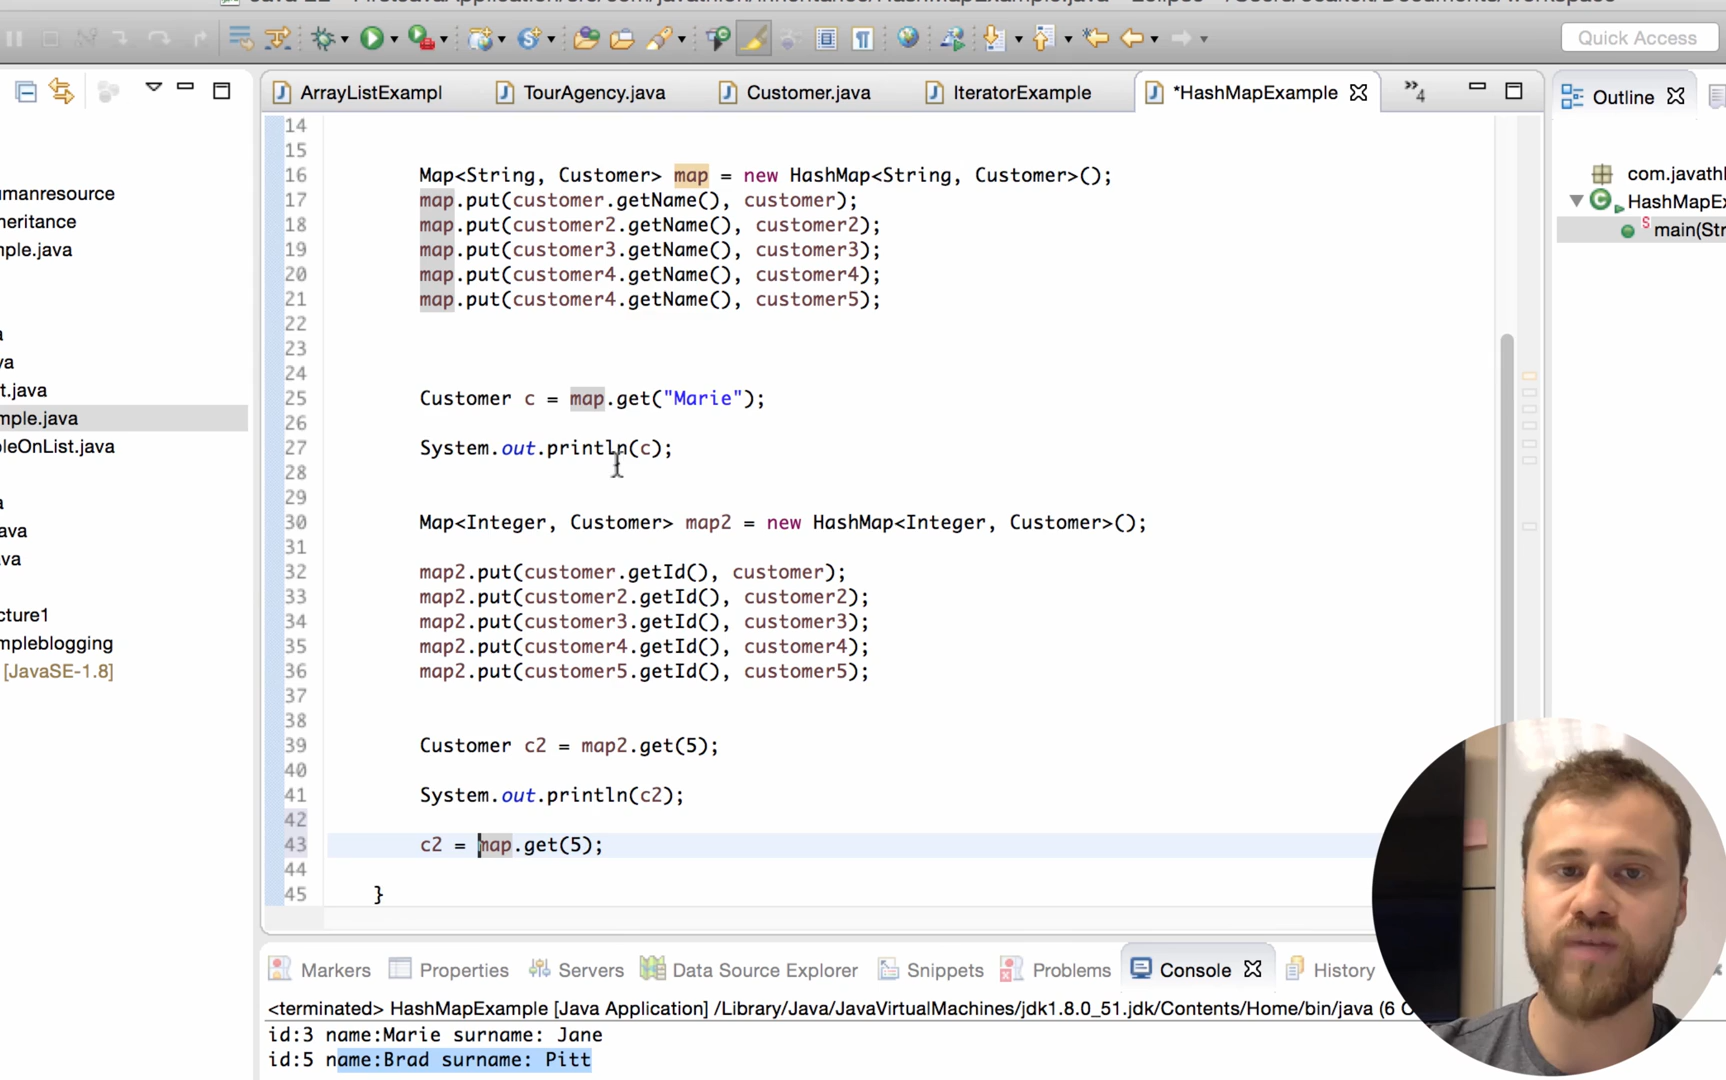 Quick Access
ArrayListExampl
TourAgency.java
Customer.java
IteratorExample
*HashMapExample
4
Outline
umanresource
heritance
mple.java
a
va
t.java
mple.java
leOnList.java
a
ava
va
cture1
mpleblogging
[JavaSE-1.8]
14
15
16 Map<String, Customer> map = new HashMap<String, Customer>();
17 map.put(customer.getName(), customer);
18 map.put(customer2.getName(), customer2);
19 map.put(customer3.getName(), customer3);
20 map.put(customer4.getName(), customer4);
21 map.put(customer4.getName(), customer5);
22
23
24
25 Customer c = map.get("Marie");
26
27 System.out.println(c);
28
29
30 Map<Integer, Customer> map2 = new HashMap<Integer, Customer>();
31
32 map2.put(customer.getId(), customer);
33 map2.put(customer2.getId(), customer2);
34 map2.put(customer3.getId(), customer3);
35 map2.put(customer4.getId(), customer4);
36 map2.put(customer5.getId(), customer5);
37
38
39 Customer c2 = map2.get(5);
40
41 System.out.println(c2);
42
43 c2 = map.get(5);
44
45 }
com.javath
HashMapEx
S main(Str
Markers
Properties
Servers
Data Source Explorer
Snippets
Problems
Console
History
<terminated> HashMapExample [Java Application] /Library/Java/JavaVirtualMachines/jdk1.8.0_51.jdk/Contents/Home/bin/java (6 O
id:3 name:Marie surname: Jane
id:5 name:Brad surname: Pitt